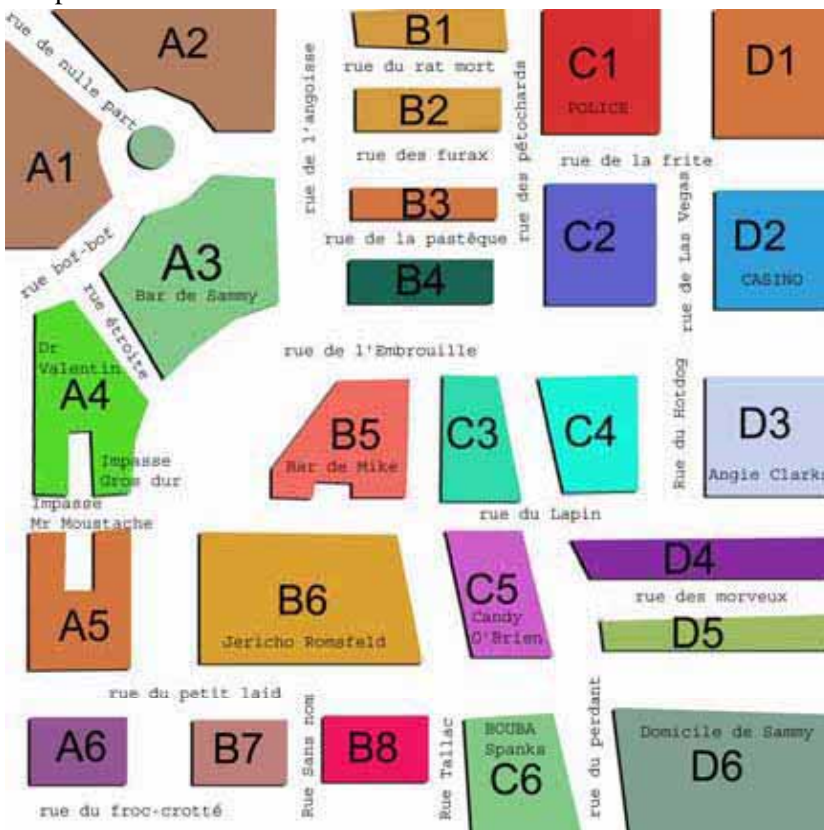 A2
B1
rue du rat mort
C1
POLICE
D1
rue de nulle part
rue de l'angoisse
B2
rue des pétochards
A1
rue des furax
rue de la frite
B3
rue de la pastèque
A3
Bar de Sammy
rue bof-bof
rue étroite
B4
C2
rue de Las Vegas
D2
CASINO
rue de l'Embrouille
Dr
Valentin
A4
Impasse
Gros dur
B5
Bar de Mike
C3
C4
Rue du Hotdog
D3
Angie Clarks
Impasse
Mr Moustache
rue du Lapin
A5
B6
Jericho Romsfeld
C5
Candy
O'Brien
D4
rue des morveux
D5
rue du petit laid
A6
B7
Rue Sans nom
B8
Rue Tallac
BOUBA
Spanks
C6
rue du perdant
Domicile de Sammy
D6
rue du froc-crotté